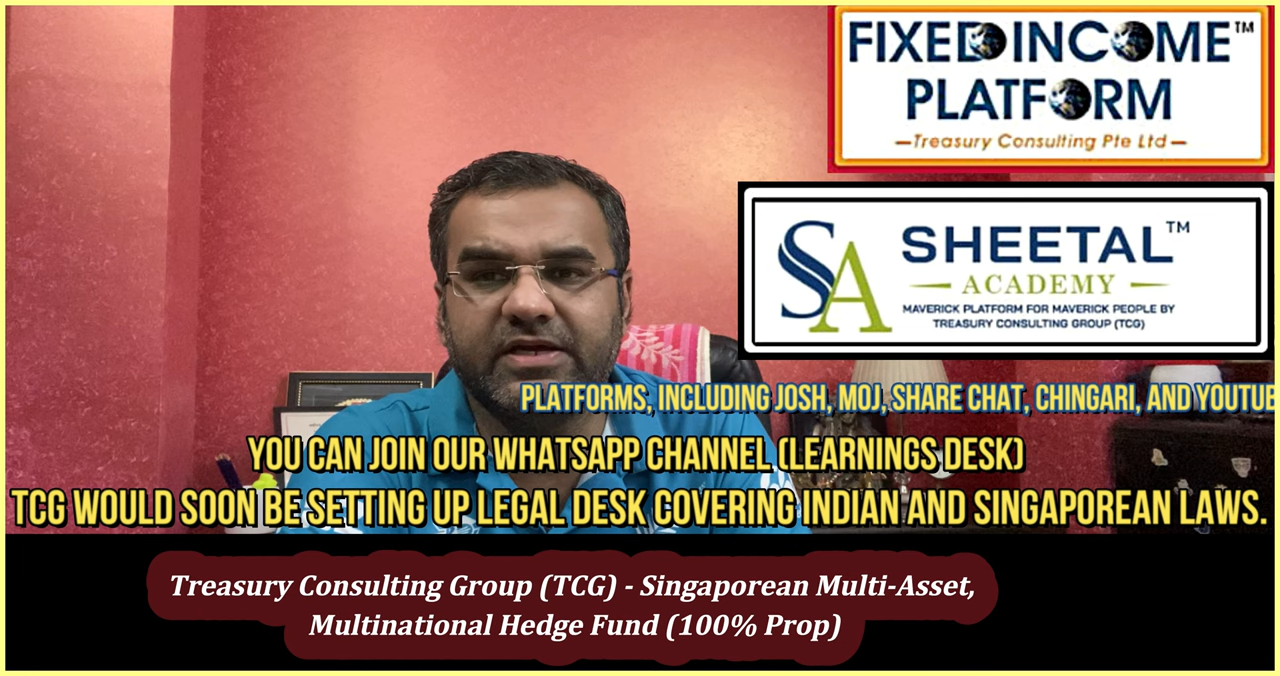 FIXED INCOME™
PLATFORM
Treasury Consulting Pte Ltd
SA
SHEETAL™
ACADEMY
MAVERICK PLATFORM FOR MAVERICK PEOPLE BY
TREASURY CONSULTING GROUP (TCG)
PLATFORMS, INCLUDING JOSH, MOJ, SHARE CHAT, CHINGARI, AND YOUTUB
YOU CAN JOIN OUR WHATSAPP CHANNEL (LEARNINGS DESK)
TCG WOULD SOON BE SETTING UP LEGAL DESK COVERING INDIAN AND SINGAPOREAN LAWS.
Treasury Consulting Group (TCG) - Singaporean Multi-Asset,
Multinational Hedge Fund (100% Prop)